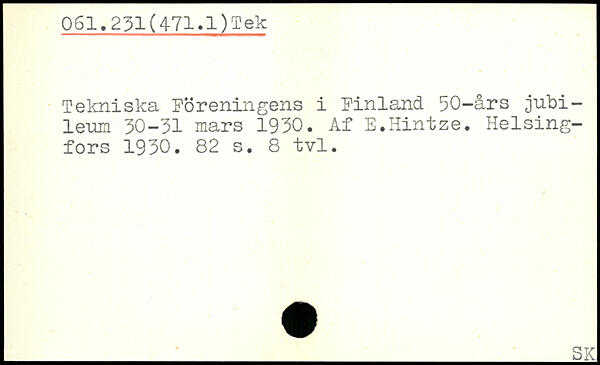 061.231(471.1)Tek
Tekniska Föreningens i Finland 50-års jubi-
leum 30-31 mars 1930. Af E.Hintze. Helsing-
fors 1930. 82 s. 8 tvl.
SK